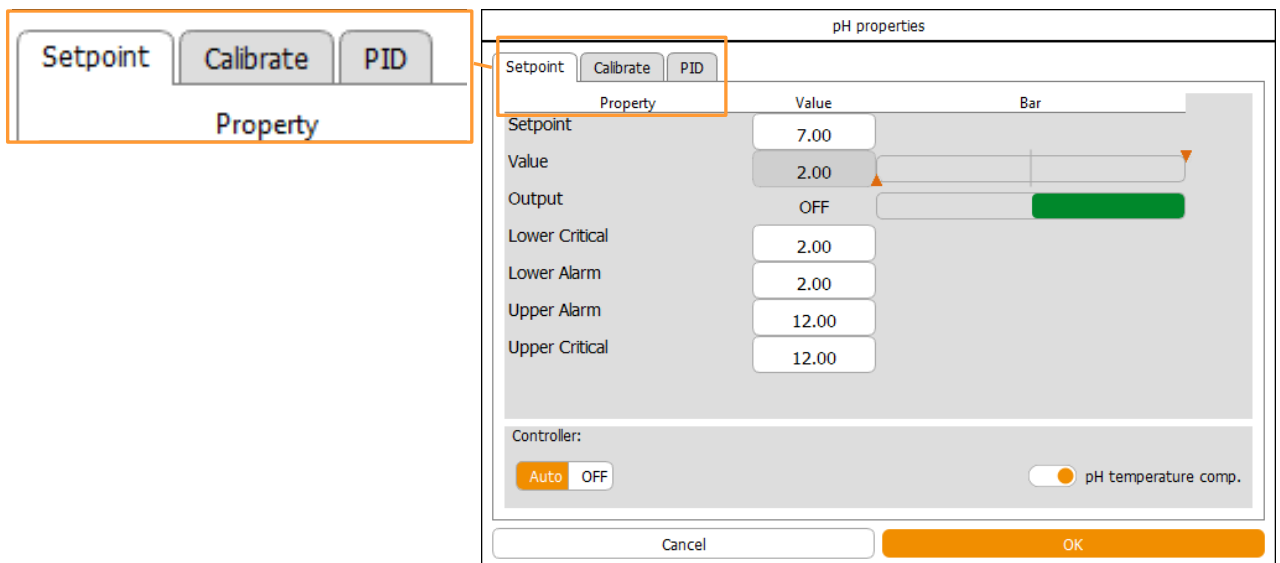 Setpoint Calibrate PID
Property
pH properties
Setpoint Calibrate PID
Property Value Bar
Setpoint 7.00
Value 2.00
Output OFF
Lower Critical 2.00
Lower Alarm 2.00
Upper Alarm 12.00
Upper Critical 12.00
Controller:
Auto OFF pH temperature comp.
Cancel OK